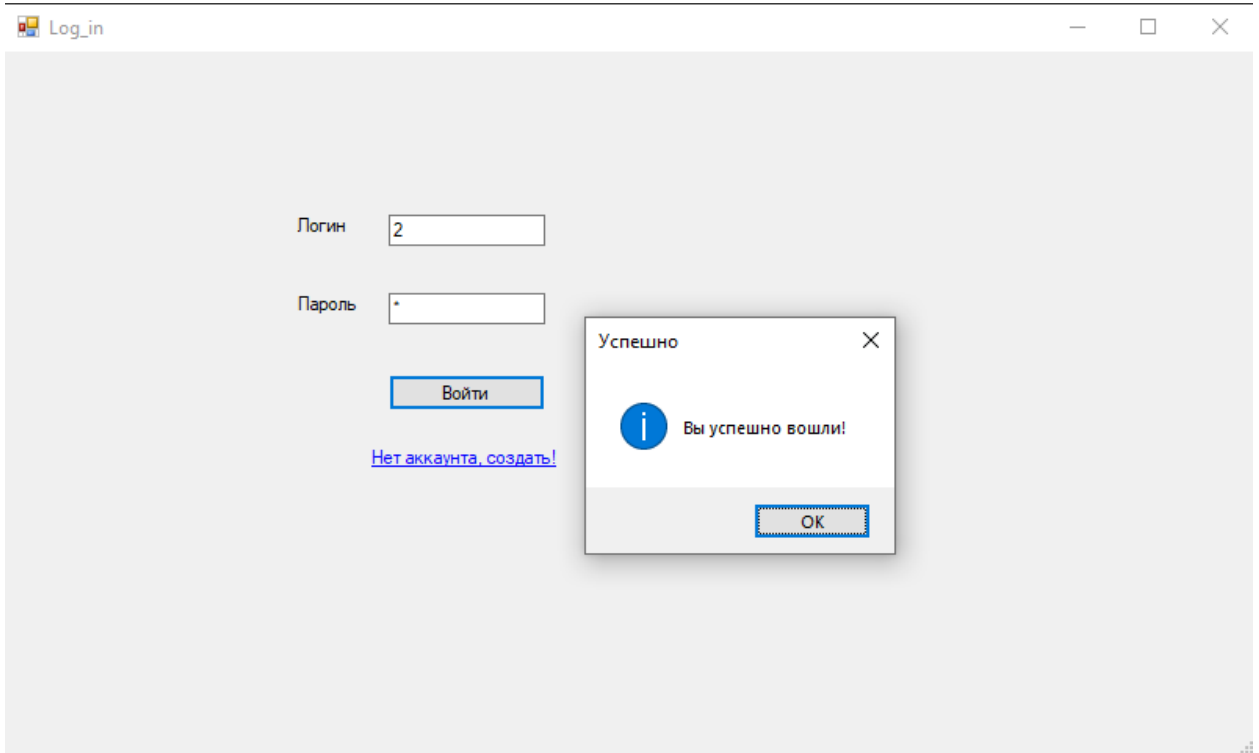 Log_in
Логин
2
Пароль
*
Войти
Нет аккаунта, создать!
Успешно
Вы успешно вошли!
OK